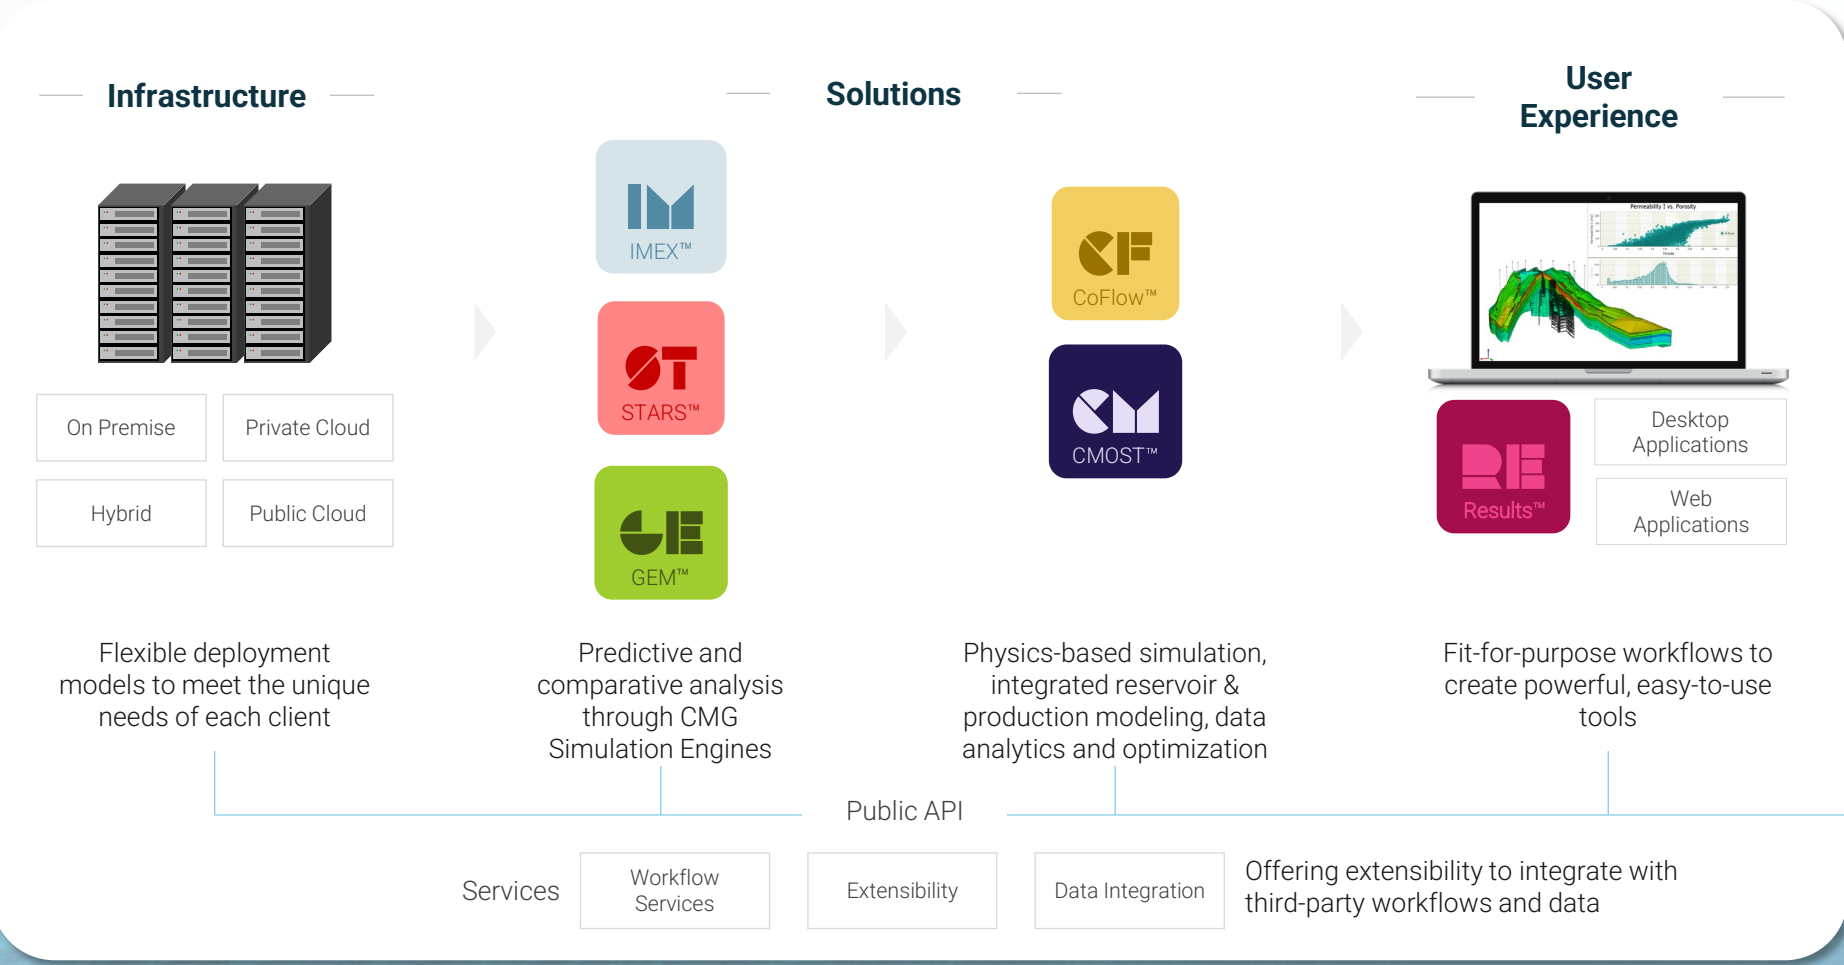 Infrastructure
Solutions
User
Experience
IMEX™
STARS™
GEM™
CoFlow™
CMOST™
Permeability I vs. Porosity
On Premise
Private Cloud
Hybrid
Public Cloud
Results™
Desktop
Applications
Web
Applications
Flexible deployment
models to meet the unique
needs of each client
Predictive and
comparative analysis
through CMG
Simulation Engines
Physics-based simulation,
integrated reservoir &
production modeling, data
analytics and optimization
Fit-for-purpose workflows to
create powerful, easy-to-use
tools
Public API
Services
Workflow
Services
Extensibility
Data Integration
Offering extensibility to integrate with
third-party workflows and data